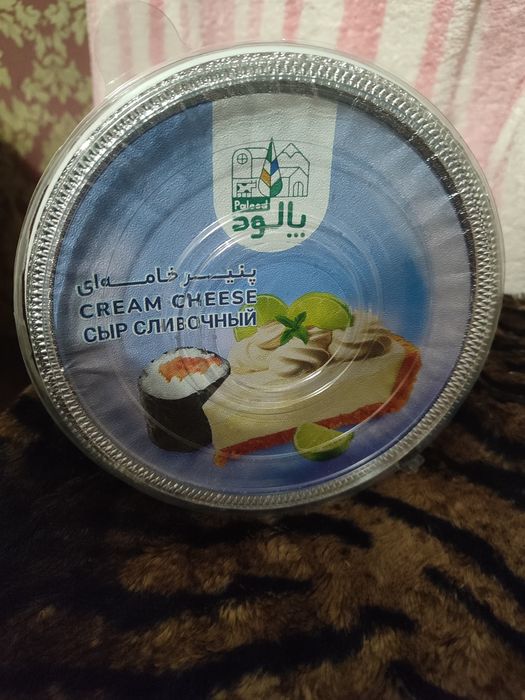 Palood
پالود
پنیر خامه‌ای
CREAM CHEESE
СЫР СЛИВОЧНЫЙ